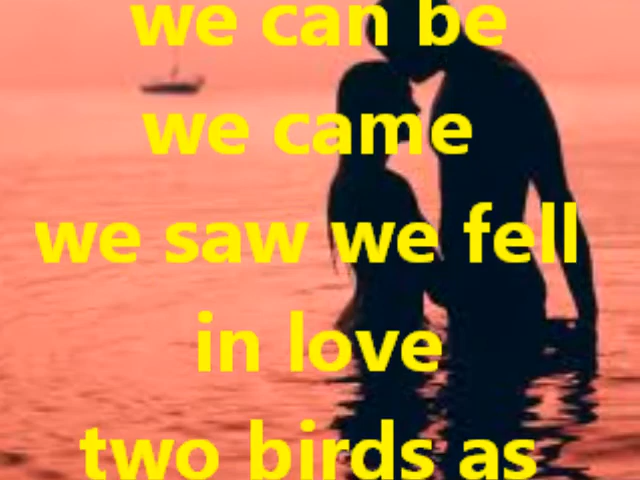 we can be
we came
we saw we fell
in love
two birds as